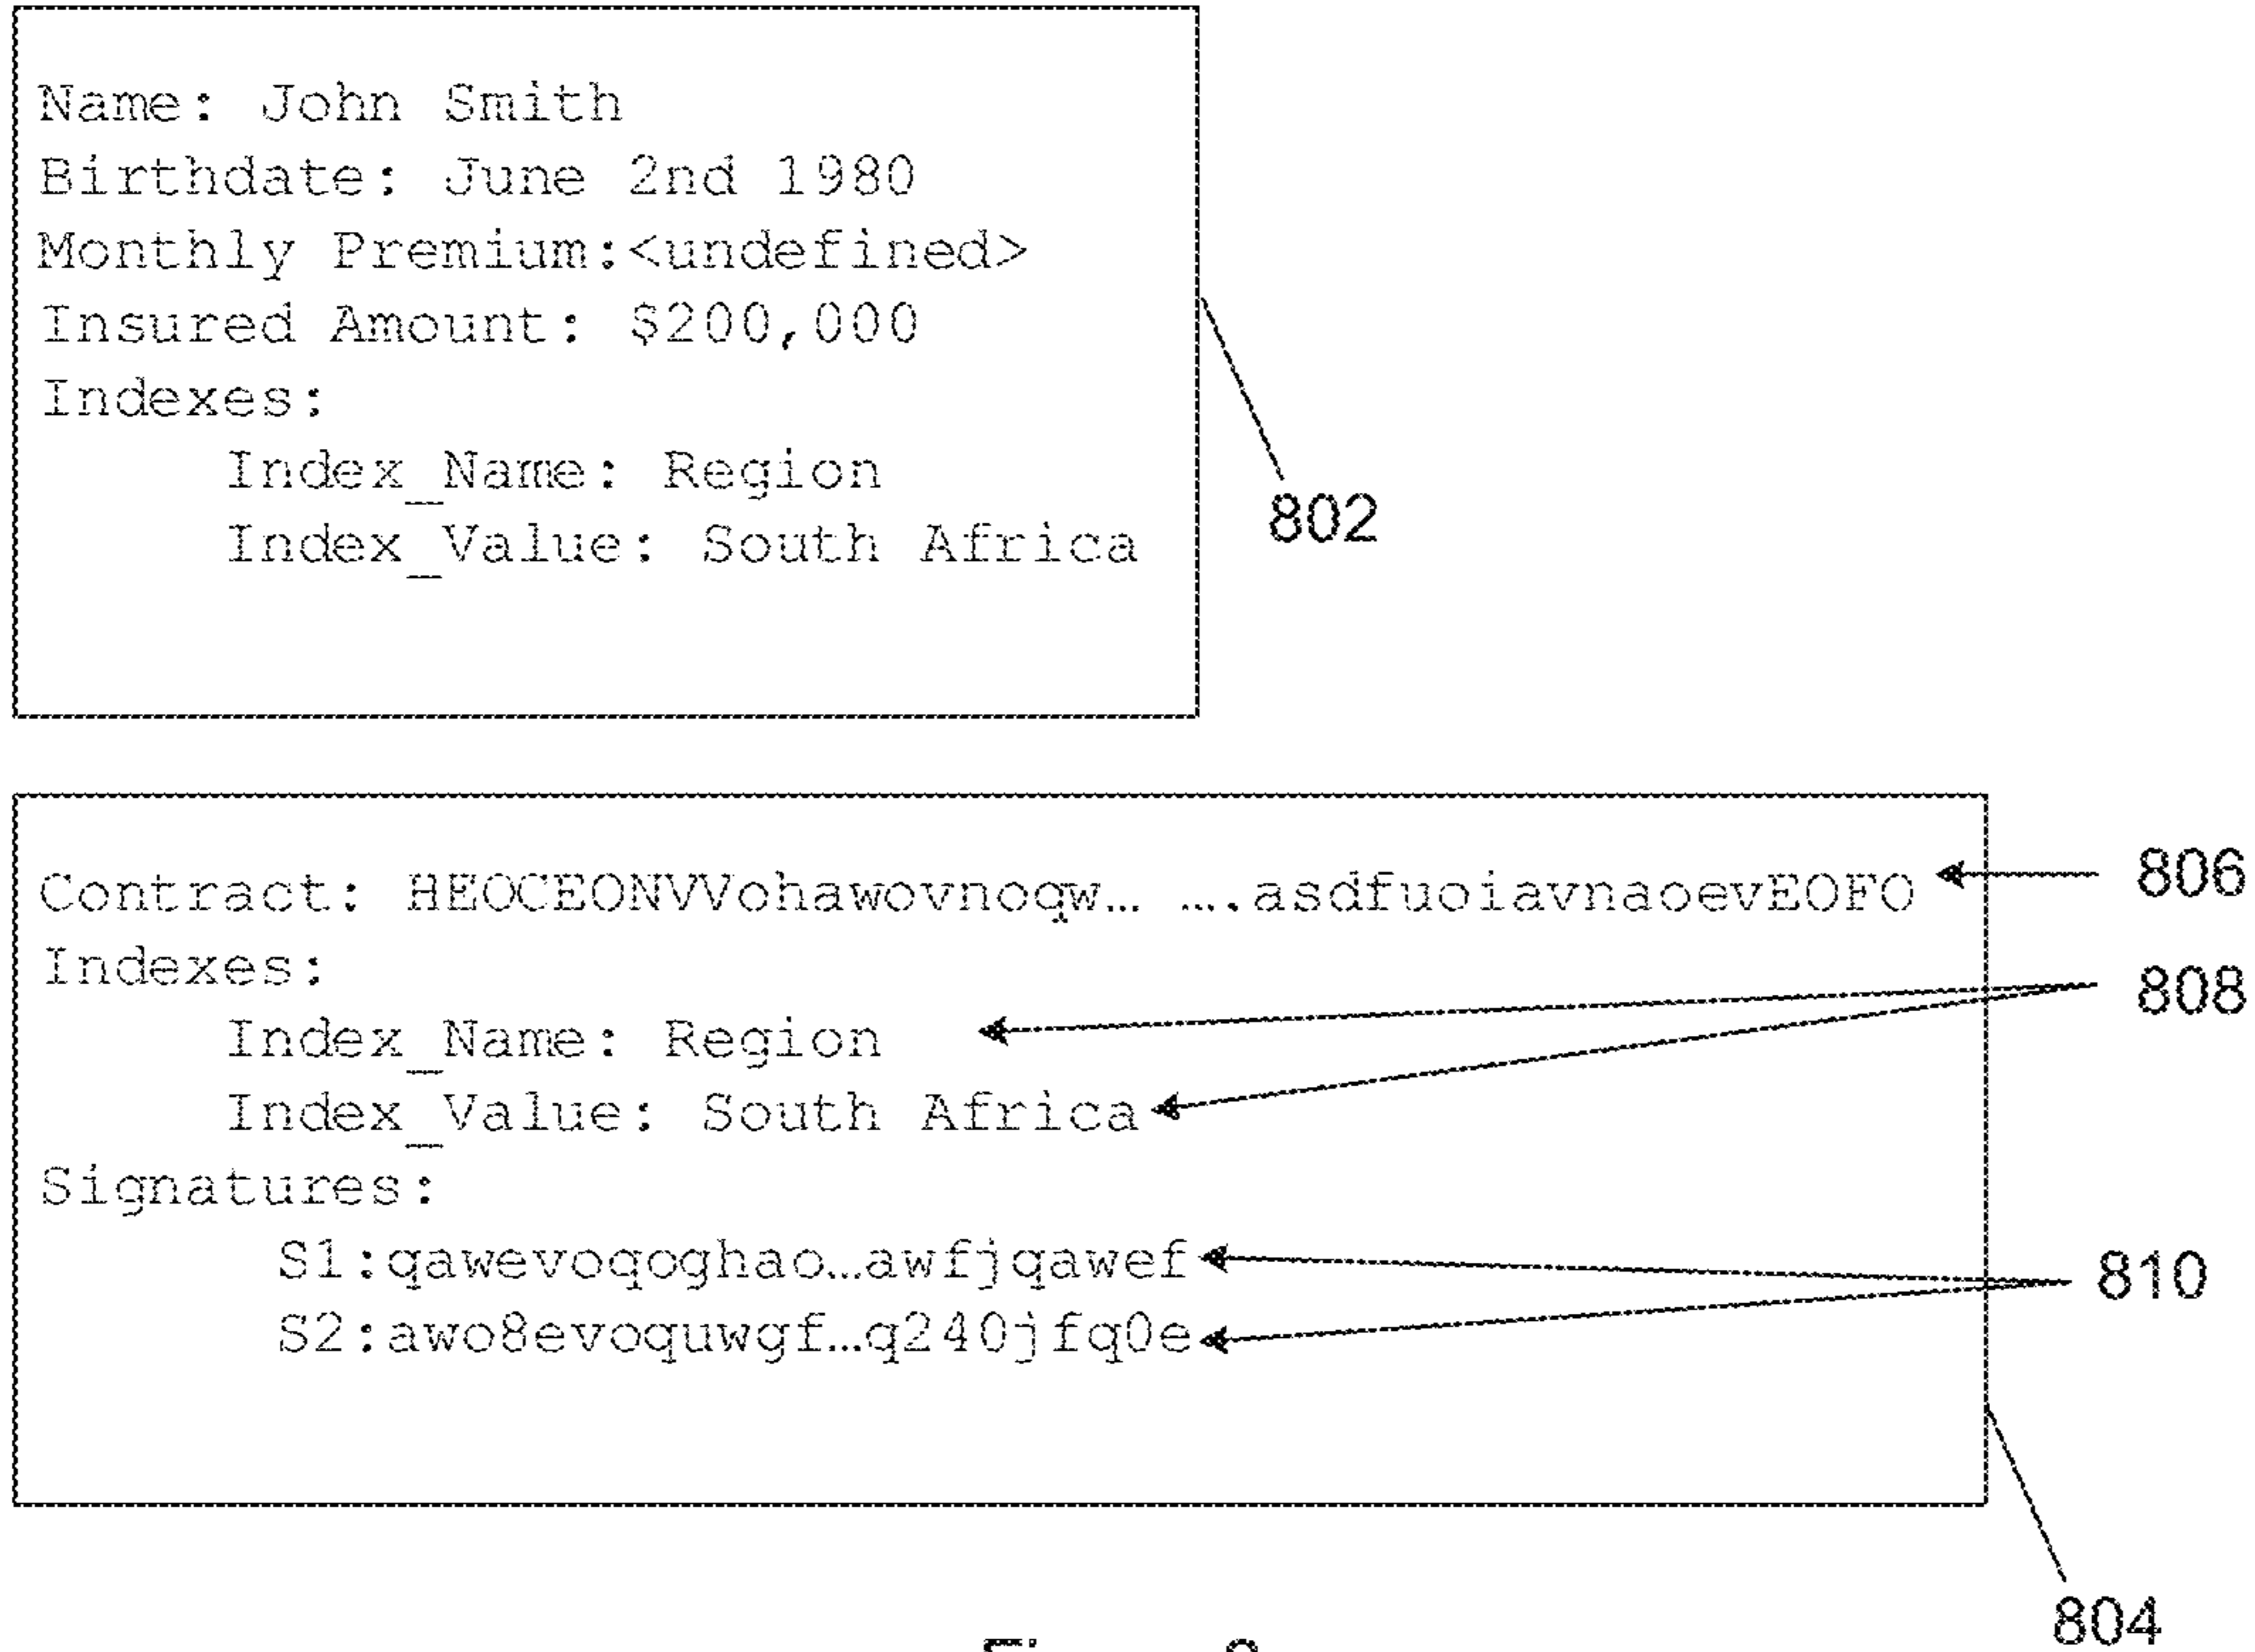 Name: John Smith
Birthdate: June 2nd 1980
Monthly Premium:<undefined>
Insured Amount: $200,000
Indexes:
Index_Name: Region
Index_Value: South Africa
802
Contract: HEOCEONVVohawovnoqw… ….asdfuoiavnaoevEOFO
806
Indexes:
808
Index_Name: Region
Index_Value: South Africa
Signatures:
S1:qawevoqoghao…awfjqawef
810
S2:awo8evoquwgf…q240jfq0e
804